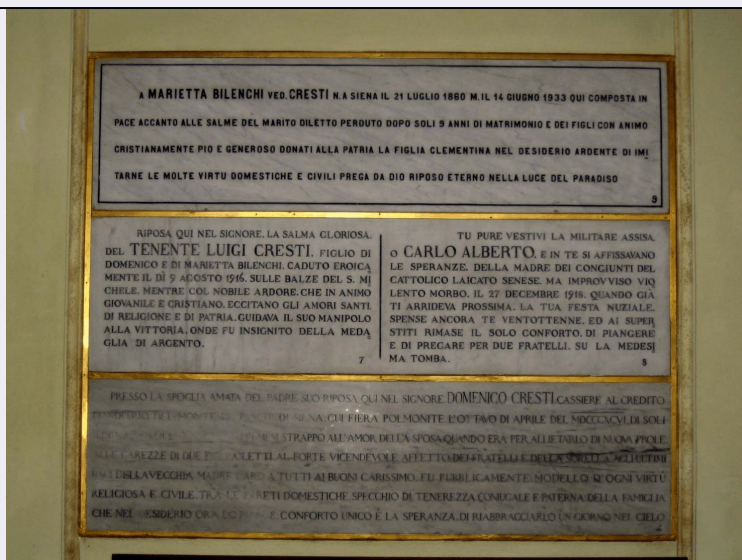 A MARIETTA BILENCHI VED. CRESTI N. A SIENA IL 21 LUGLIO 1860 M. IL 14 GIUGNO 1933 QUI COMPOSTA IN
PACE ACCANTO ALLE SALME DEL MARITO DILETTO PERDUTO DOPO SOLI 9 ANNI DI MATRIMONIO E DEI FIGLI CON ANIMO
CRISTIANAMENTE PIO E GENEROSO DONATI ALLA PATRIA LA FIGLIA CLEMENTINA NEL DESIDERIO ARDENTE DI IMI
TARNE LE MOLTE VIRTU DOMESTICHE E CIVILI PREGA DA DIO RIPOSO ETERNO NELLA LUCE DEL PARADISO
9
RIPOSA QUI NEL SIGNORE. LA SALMA GLORIOSA.
DEL TENENTE LUIGI CRESTI. FIGLIO DI
DOMENICO E DI MARIETTA BILENCHI. CADUTO EROICA
MENTE IL DÌ 9 AGOSTO 1916. SULLE BALZE DEL S. MI
CHELE. MENTRE COL NOBILE ARDORE. CHE IN ANIMO
GIOVANILE E CRISTIANO. ECCITANO GLI AMORI SANTI.
DI RELIGIONE E DI PATRIA. GUIDAVA IL SUO MANIPOLO
ALLA VITTORIA. ONDE FU INSIGNITO DELLA MEDA
GLIA DI ARGENTO.
7
TU PURE VESTIVI LA MILITARE ASSISA.
O CARLO ALBERTO. E IN TE SI AFFISSAVANO
LE SPERANZE. DELLA MADRE DEI CONGIUNTI DEL
CATTOLICO LAICATO SENESE. MA IMPROVVISO VIO
LENTO MORBO. IL 27 DECEMBRE 1918. QUANDO GIÀ
TI ARRIDEVA PROSSIMA. LA TUA FESTA NUZIALE.
SPENSE ANCORA TE VENTOTTENNE. ED AI SUPER
STITI RIMASE IL SOLO CONFORTO. DI PIANGERE
E DI PREGARE PER DUE FRATELLI. SU LA MEDESI
MA TOMBA.
8
PRESSO LA SPOGLIA AMATA DEL PADRE SUO RIPOSA QUI NEL SIGNORE DOMENICO CRESTI CASSIERE AL CREDITO
DI SIENA, CUI FIERA POLMONITE L'OTTAVO DI APRILE DEL MDCCCXCVI, DI SOLI
STRAPPO ALL'AMOR DELLA SPOSA QUANDO ERA PER ALLIETARLO DI NUOVA PROLE,
CAREZZE DI DUE AL FORTE VICENDEVOLE AFFETTO DEI FRATELLI E DELLA SORELLA AGLI ULTIMI
DELLA VECCHIA MADRE CARO A TUTTI AI BUONI CARISSIMO, FU PUBBLICAMENTE MODELLO D'OGNI VIRTÙ
RELIGIOSA E CIVILE, TRA LE PARETI DOMESTICHE SPECCHIO DI TENEREZZA CONIUGALE E PATERNA DELLA FAMIGLIA
CHE NEL DESIDERIO CONFORTO UNICO È LA SPERANZA, DI RIABBRACCIARLO UN GIORNO NEL CIELO